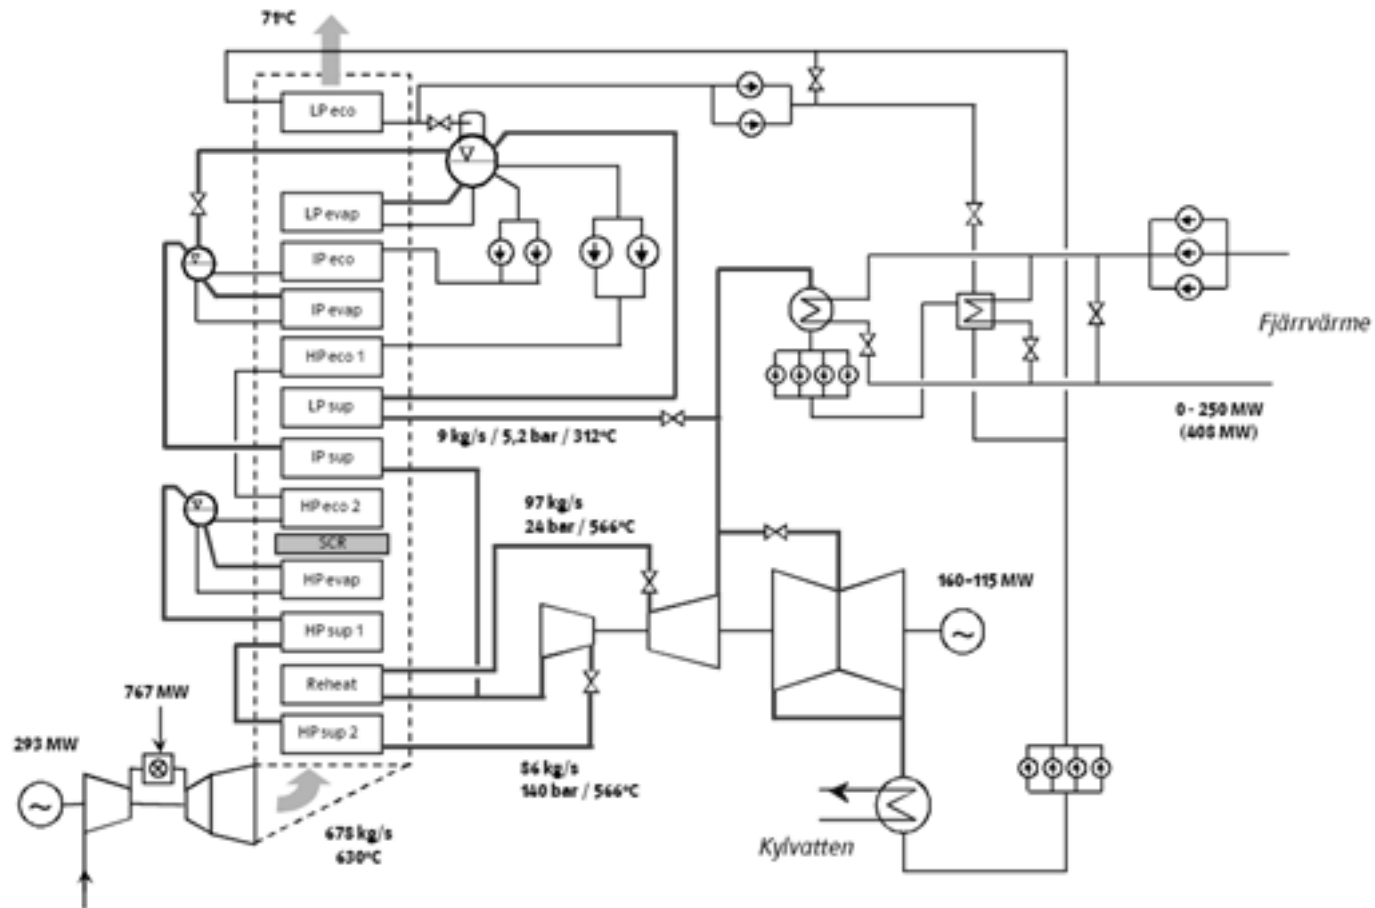 71°C
LP eco
LP evap
IP eco
IP evap
HP eco 1
LP sup
IP sup
HP eco 2
SCR
HP evap
HP sup 1
Reheat
HP sup 2
9 kg/s / 5,2 bar / 312°C
97 kg/s
24 bar / 566°C
86 kg/s
140 bar / 566°C
Fjärrvärme
0 - 250 MW
(408 MW)
160-115 MW
767 MW
293 MW
678 kg/s
630°C
Kylvatten